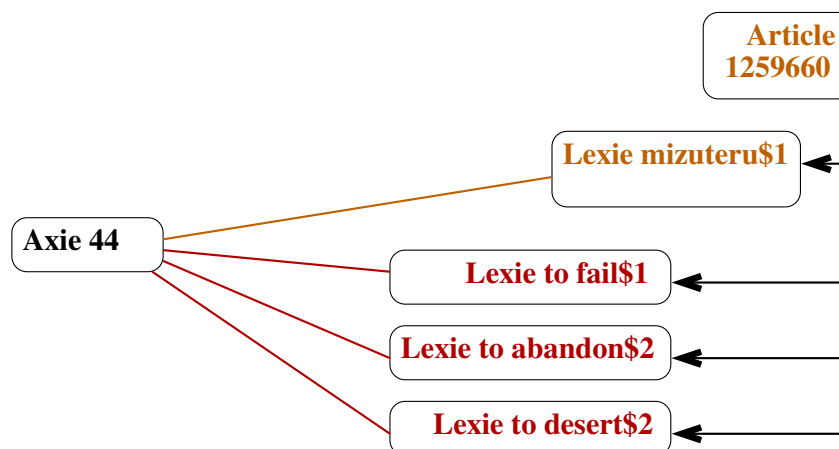 Article
1259660
Lexie mizuteru$1
Axie 44
Lexie to fail$1
Lexie to abandon$2
Lexie to desert$2